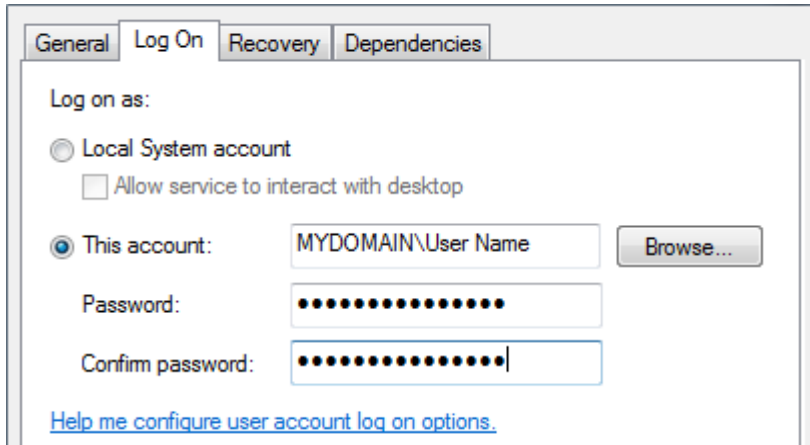 General Log On Recovery Dependencies
Log on as:
Local System account
Allow service to interact with desktop
This account: MYDOMAIN\User Name Browse...
Password: ●●●●●●●●●●●●●●●
Confirm password: ●●●●●●●●●●●●●●●
Help me configure user account log on options.